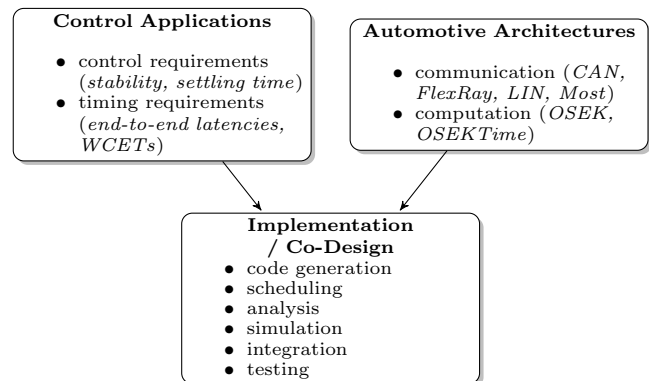 Control Applications
• control requirements
(stability, settling time)
• timing requirements
(end-to-end latencies,
WCETs)
Automotive Architectures
• communication (CAN,
FlexRay, LIN, Most)
• computation (OSEK,
OSEKTime)
Implementation
/ Co-Design
• code generation
• scheduling
• analysis
• simulation
• integration
• testing